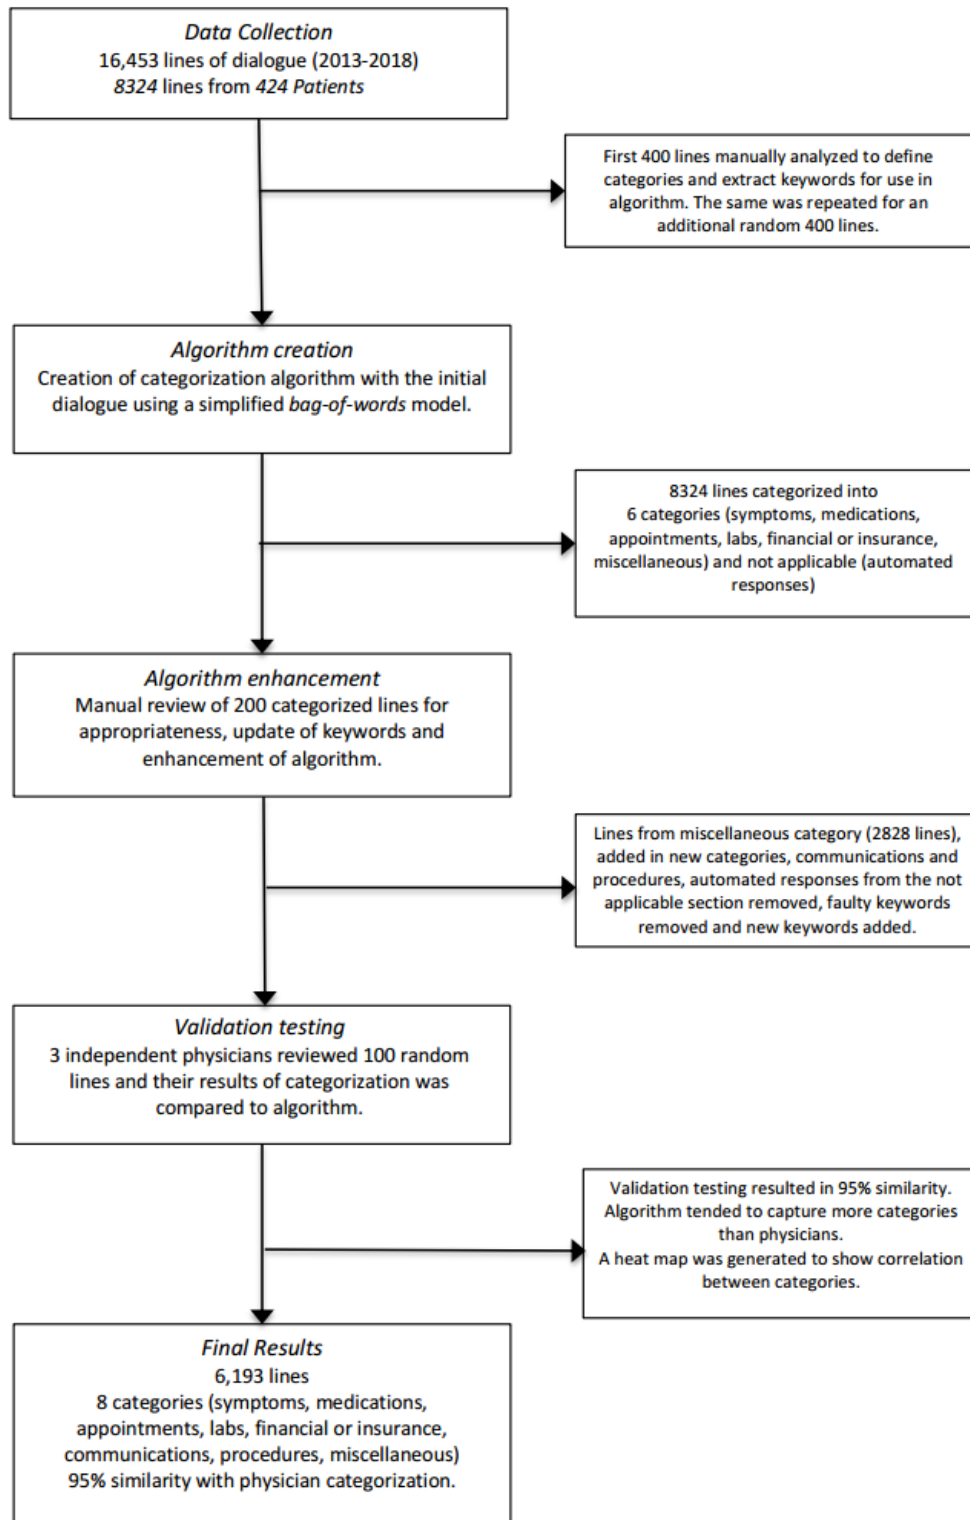 Data Collection
16,453 lines of dialogue (2013-2018)
8324 lines from 424 Patients
First 400 lines manually analyzed to define
categories and extract keywords for use in
algorithm. The same was repeated for an
additional random 400 lines.
Algorithm creation
Creation of categorization algorithm with the initial
dialogue using a simplified bag-of-words model.
8324 lines categorized into
6 categories (symptoms, medications,
appointments, labs, financial or insurance,
miscellaneous) and not applicable (automated
responses)
Algorithm enhancement
Manual review of 200 categorized lines for
appropriateness, update of keywords and
enhancement of algorithm.
Lines from miscellaneous category (2828 lines),
added in new categories, communications and
procedures, automated responses from the not
applicable section removed, faulty keywords
removed and new keywords added.
Validation testing
3 independent physicians reviewed 100 random
lines and their results of categorization was
compared to algorithm.
Validation testing resulted in 95% similarity.
Algorithm tended to capture more categories
than physicians.
A heat map was generated to show correlation
between categories.
Final Results
6,193 lines
8 categories (symptoms, medications,
appointments, labs, financial or insurance,
communications, procedures, miscellaneous)
95% similarity with physician categorization.